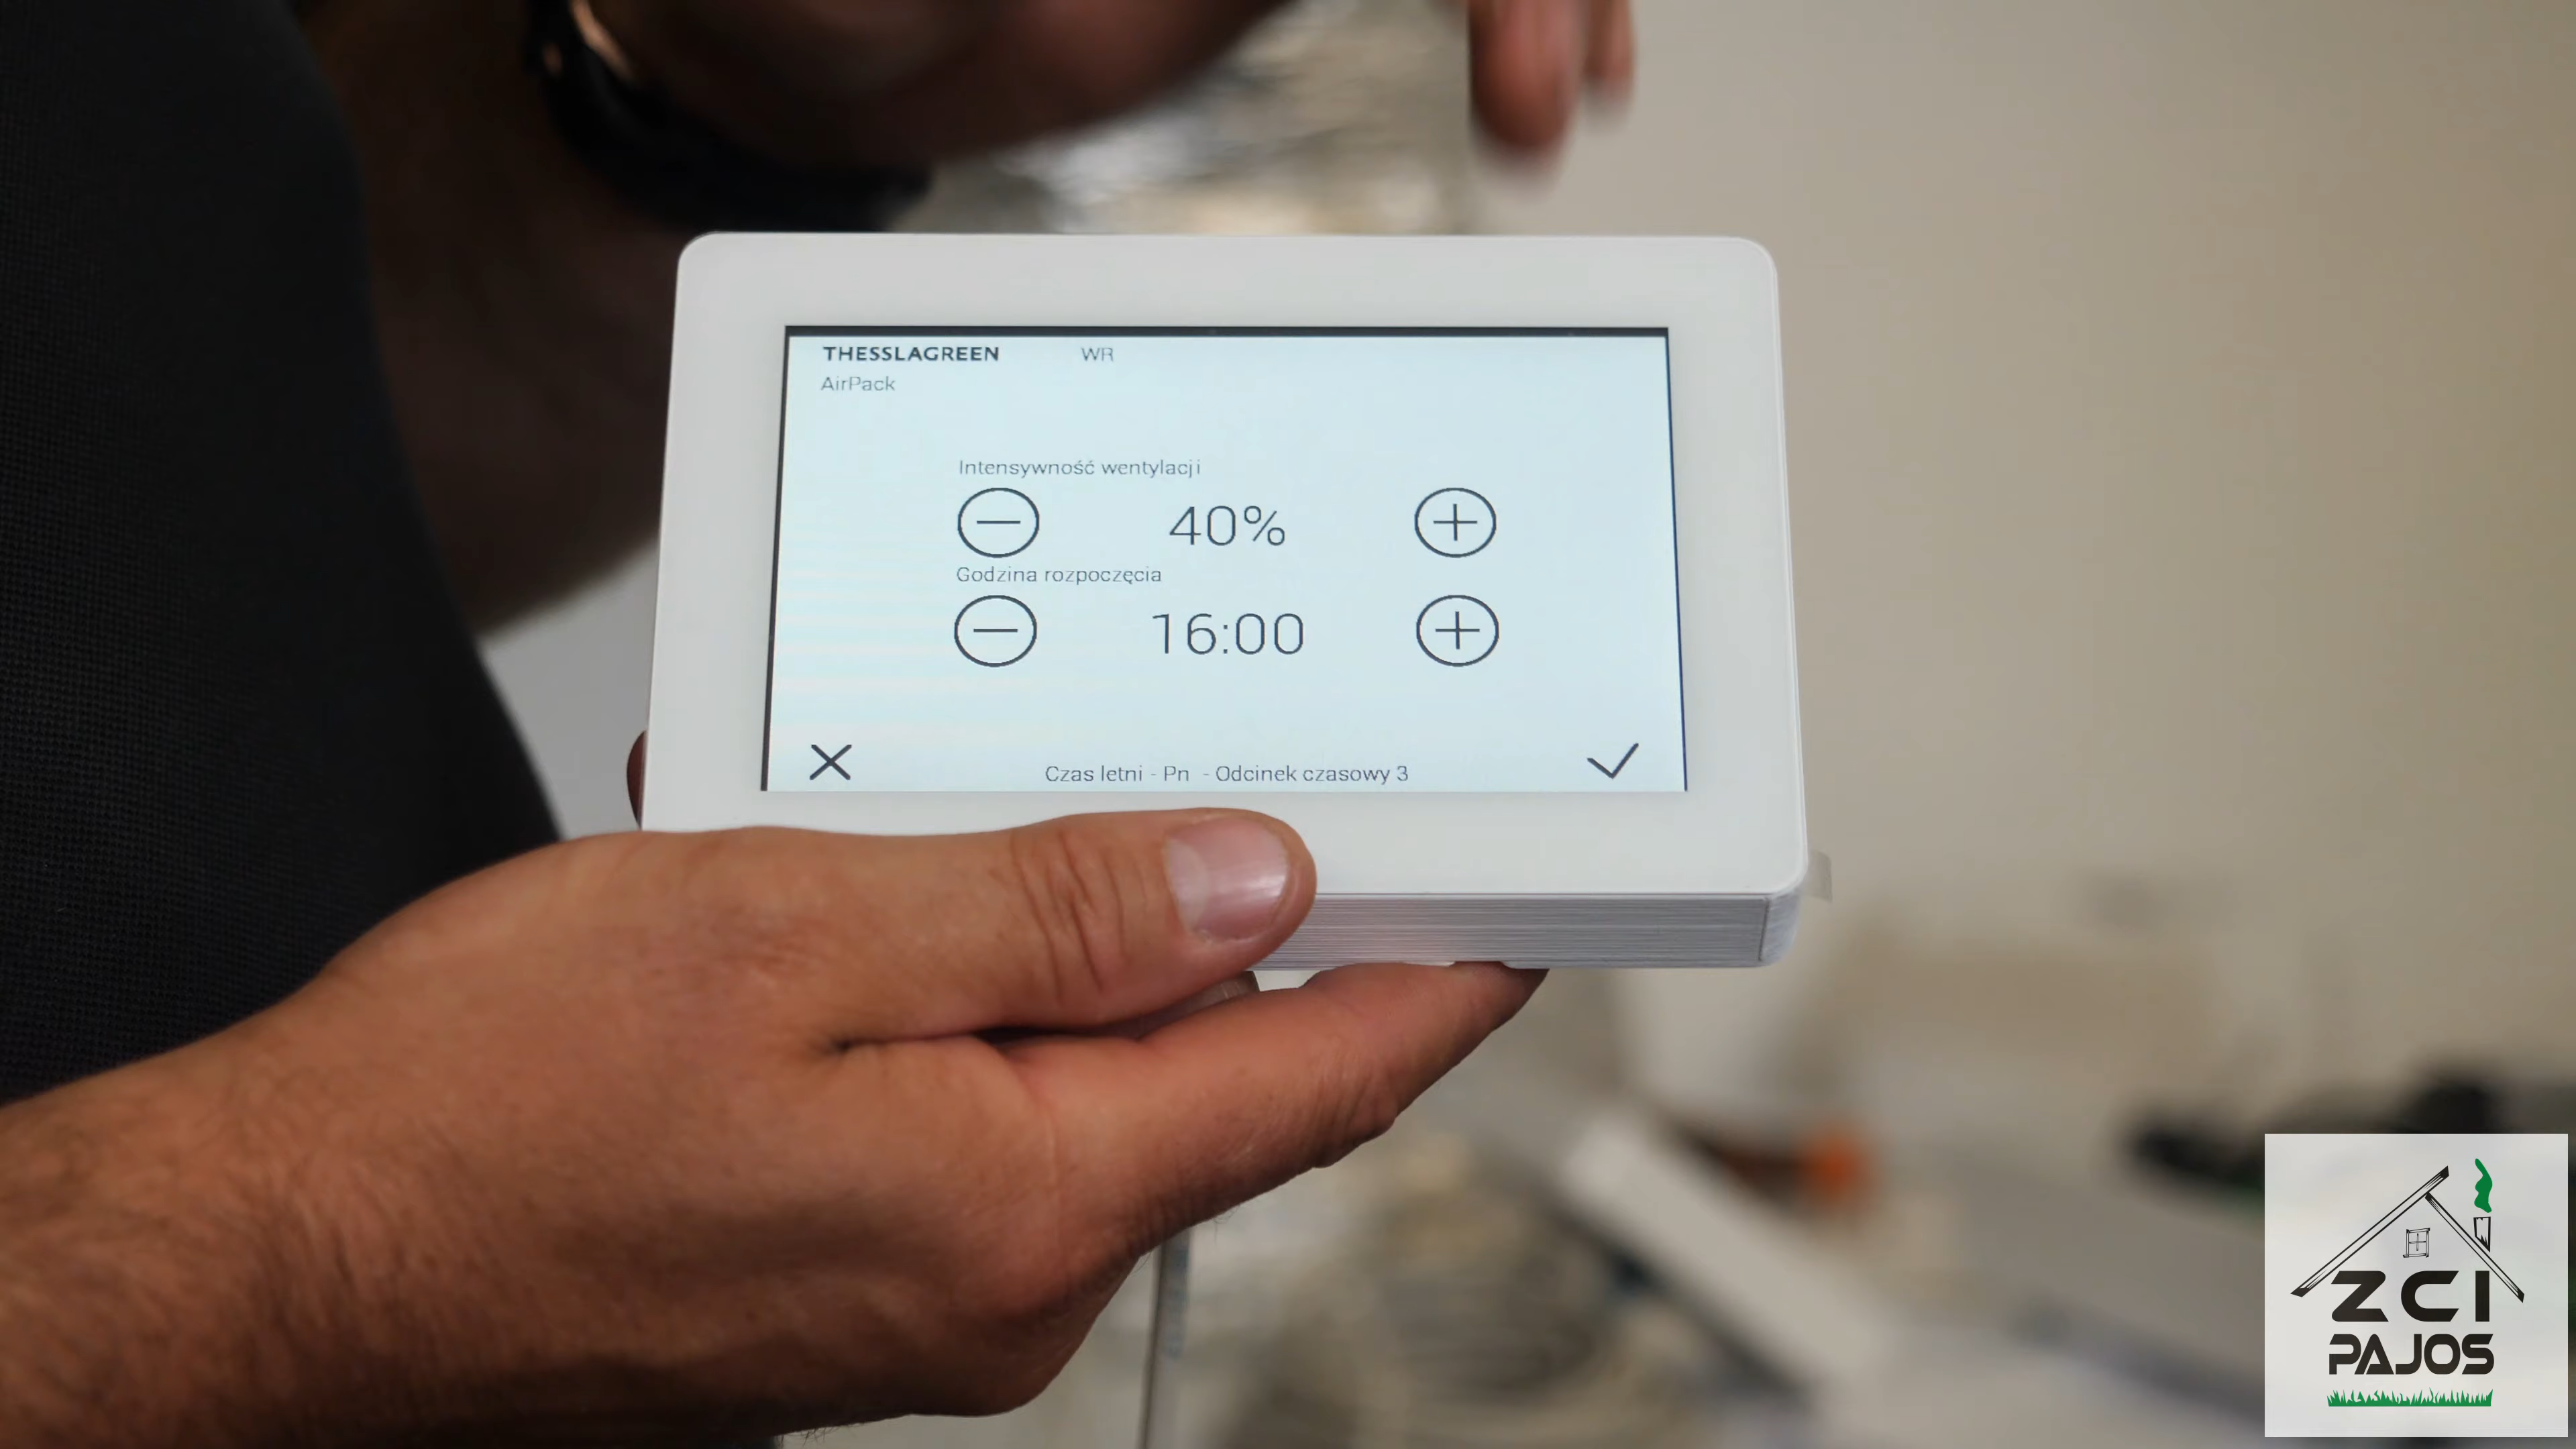 THESSLAGREEN WR
AirPack
Intensywność wentylacji
40%
Godzina rozpoczęcia
16:00
Czas letni - Pn - Odcinek czasowy 3
ZCI
PAJOS